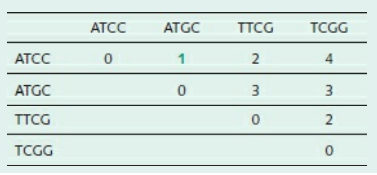 ATCC ATGC TTCG TCGG
ATCC 0 1 2 4
ATGC 0 3 3
TTCG 0 2
TCGG 0